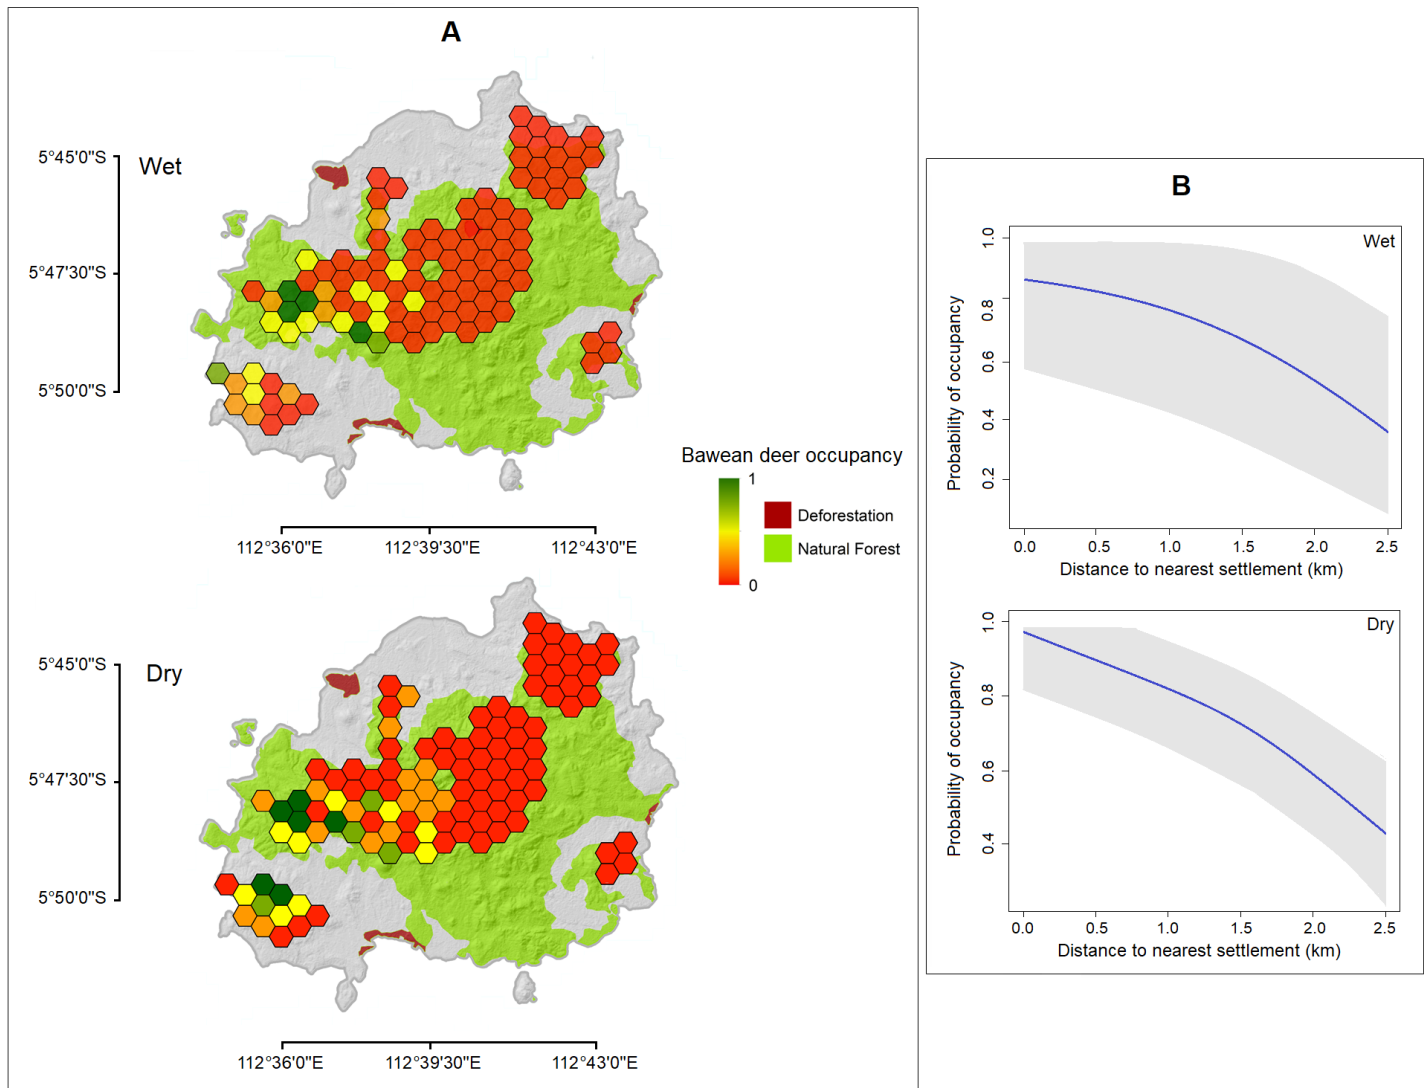 A
Wet
5°45'0"S
5°47'30"S
5°50'0"S
112°36'0"E
112°39'30"E
112°43'0"E
Bawean deer occupancy
1
0
Deforestation
Natural Forest
Dry
5°45'0"S
5°47'30"S
5°50'0"S
112°36'0"E
112°39'30"E
112°43'0"E
B
Wet
Probability of occupancy
1.0
0.8
0.6
0.4
0.2
0.0 0.5 1.0 1.5 2.0 2.5
Distance to nearest settlement (km)
Dry
Probability of occupancy
1.0
0.8
0.6
0.4
0.0 0.5 1.0 1.5 2.0 2.5
Distance to nearest settlement (km)